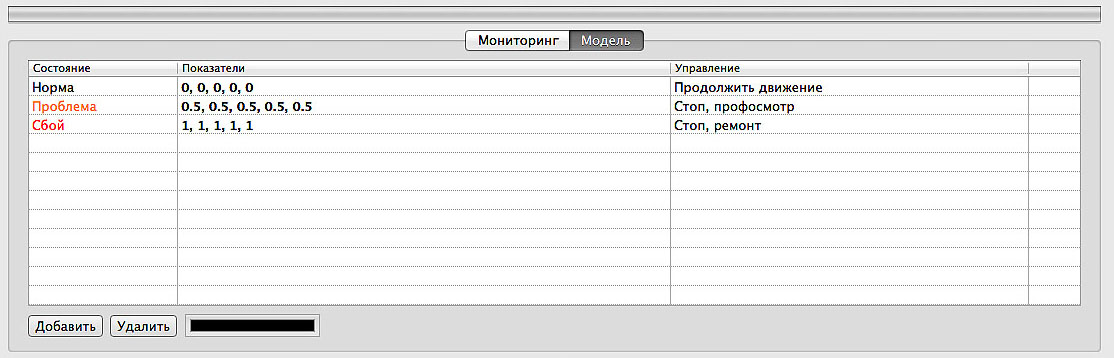 Мониторинг Модель
Состояние Показатели Управление
Норма 0, 0, 0, 0, 0 Продолжить движение
Проблема 0.5, 0.5, 0.5, 0.5, 0.5 Стоп, профосмотр
Сбой 1, 1, 1, 1, 1 Стоп, ремонт
Добавить Удалить